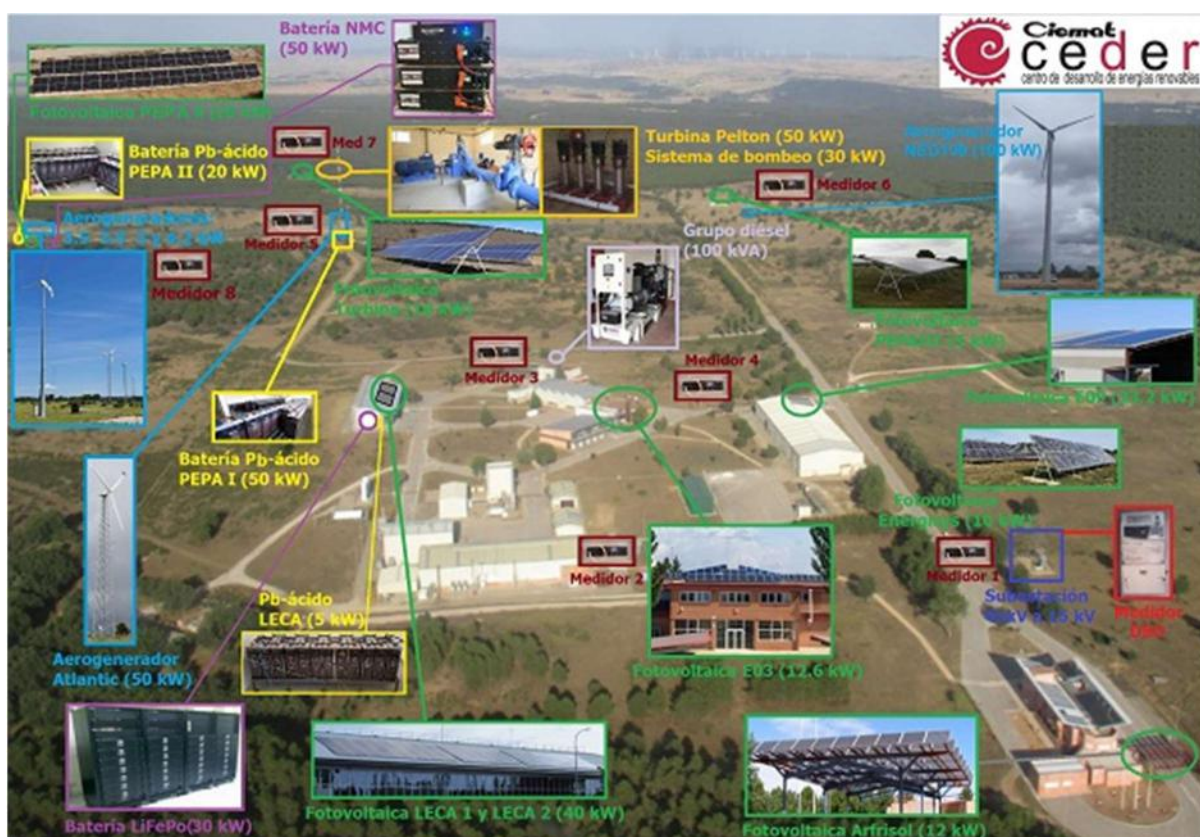 Batería NMC
(50 kW)
Ciemat
ceder
centro de desarrollo de energías renovables
Med 7
Batería Pb-ácido
PEPA II (20 kW)
Turbina Pelton (50 kW)
Sistema de bombeo (30 kW)
Aerogenerador
Medidor 6
Medidor 5
Grupo diésel
(100 kVA)
Medidor 8
Fotovoltaica
Medidor 3
Medidor 4
Batería Pb-ácido
PEPA I (50 kW)
Fotovoltaica
Medidor 2
Medidor 1
Pb-ácido
LECA (5 kW)
Subestación
Medidor
Aerogenerador
Atlantic (50 kW)
Fotovoltaica E03 (12.6 kW)
Batería LiFePo(30 kW)
Fotovoltaica LECA 1 y LECA 2 (40 kW)
Fotovoltaica Arfrisol (12 kW)